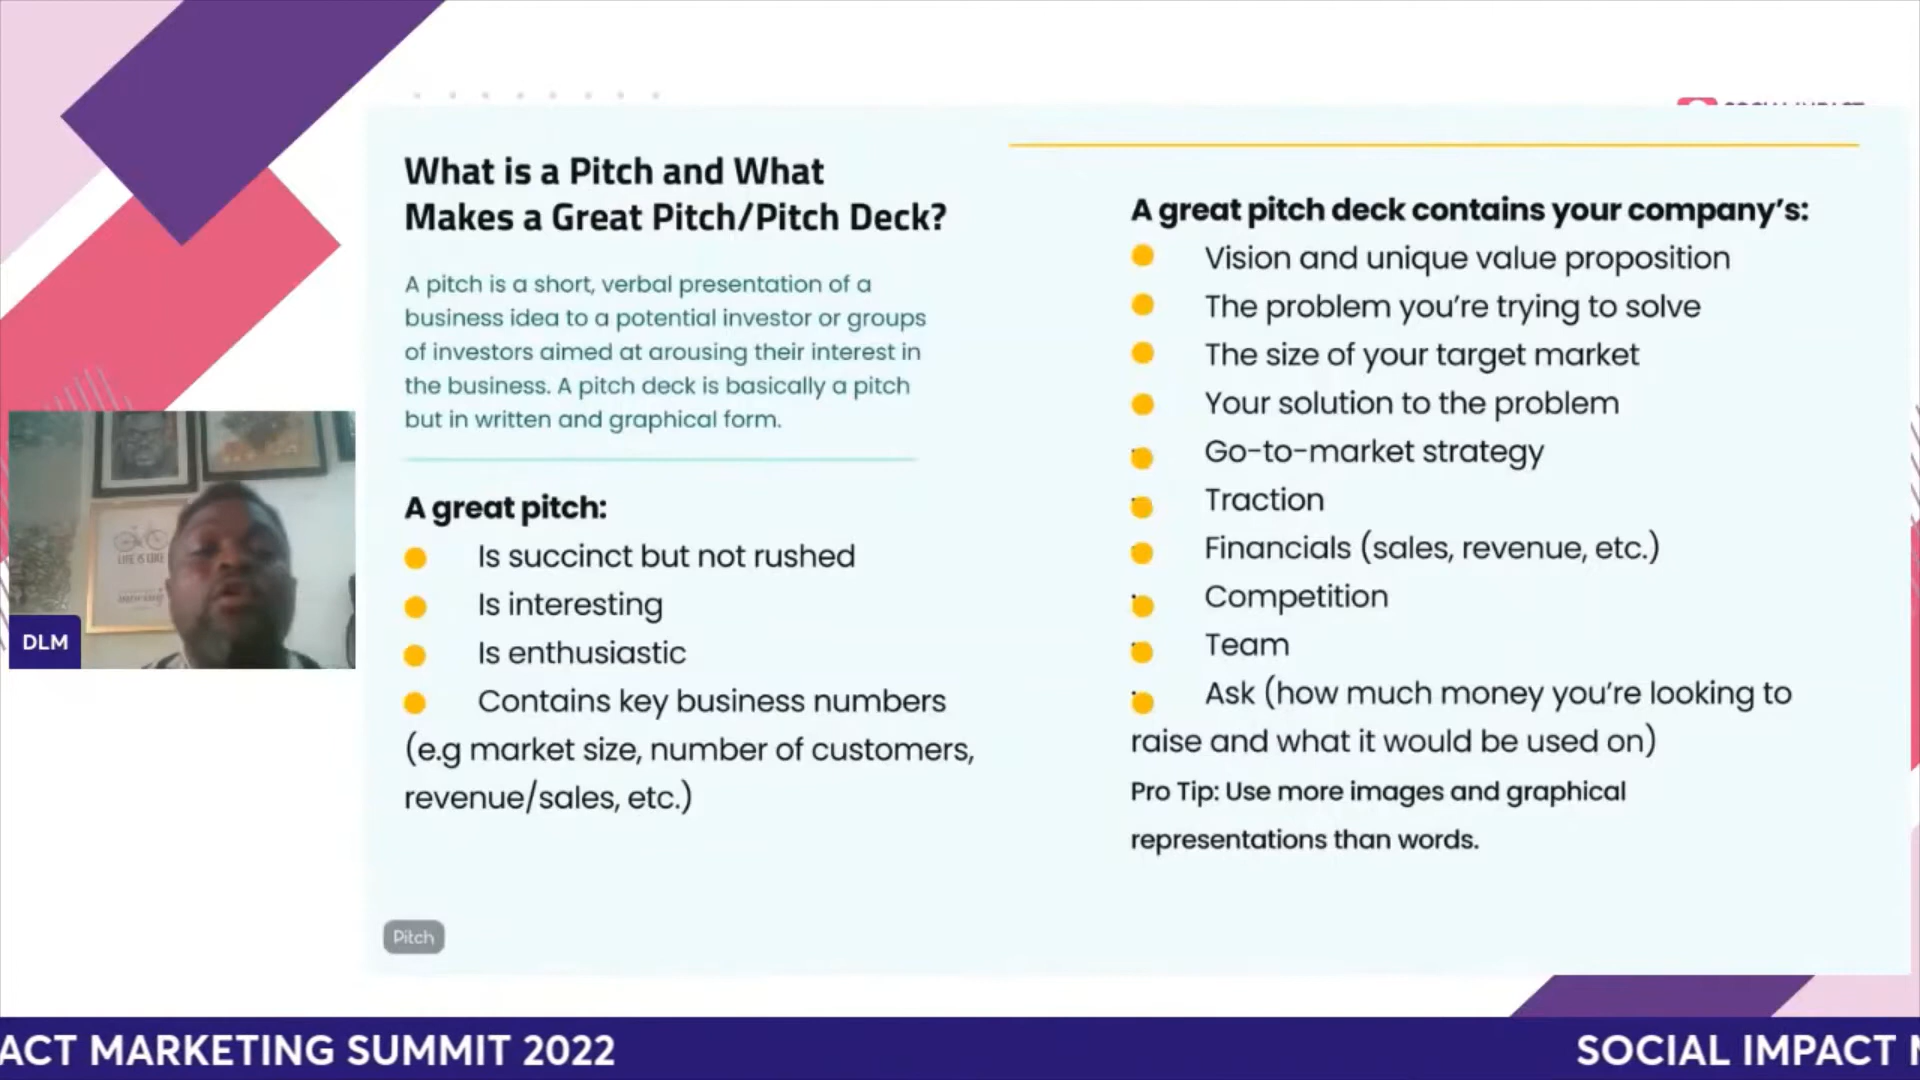 SOCIAL IMPACT
What is a Pitch and What
Makes a Great Pitch/Pitch Deck?
A pitch is a short, verbal presentation of a
business idea to a potential investor or groups
of investors aimed at arousing their interest in
the business. A pitch deck is basically a pitch
but in written and graphical form.
A great pitch:
Is succinct but not rushed
Is interesting
Is enthusiastic
Contains key business numbers
(e.g market size, number of customers,
revenue/sales, etc.)
A great pitch deck contains your company's:
Vision and unique value proposition
The problem you're trying to solve
The size of your target market
Your solution to the problem
Go-to-market strategy
Traction
Financials (sales, revenue, etc.)
Competition
Team
Ask (how much money you're looking to
raise and what it would be used on)
Pro Tip: Use more images and graphical
representations than words.
LIFE IS LIKE
DLM
Pitch
ACT MARKETING SUMMIT 2022
SOCIAL IMPACT